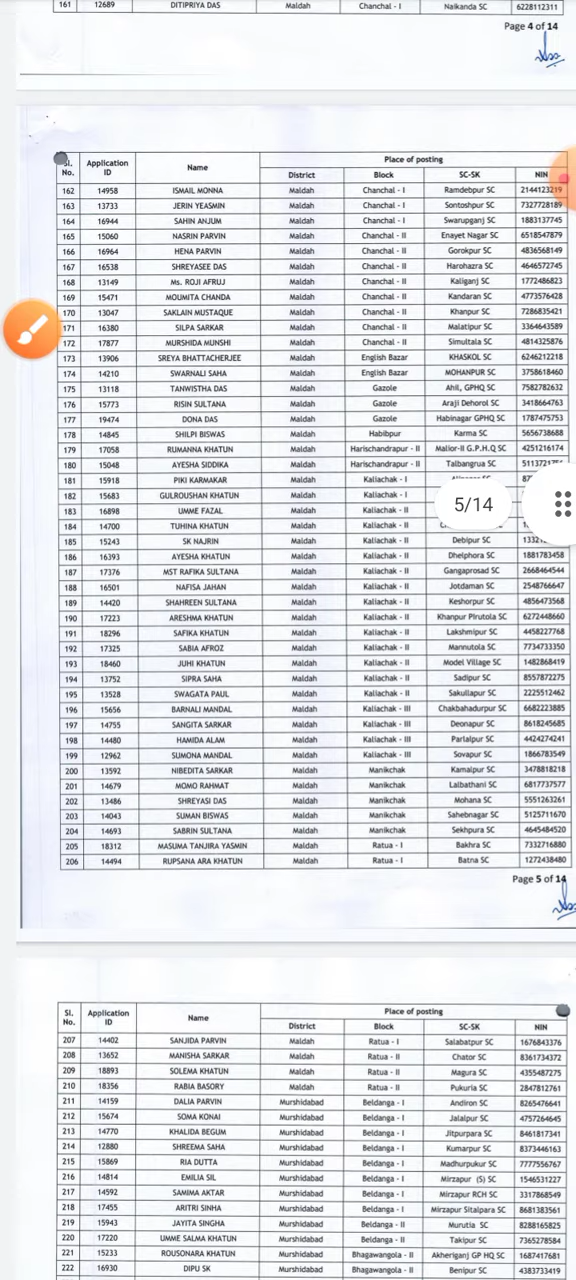 161 12689 DITIPRIYA DAS Maldah Chanchal - I Naikanda SC 6228112311
Page 4 of 14
Sl. No. Application ID Name Place of posting
District Block SC-SK NIN
162 14958 ISMAIL MONNA Maldah Chanchal - I Ramdebpur SC 2144123219
163 13733 JERIN YEASMIN Maldah Chanchal - I Sontoshpur SC 7327728189
164 16944 SAHIN ANJUM Maldah Chanchal - I Swarupganj SC 1883137745
165 15060 NASRIN PARVIN Maldah Chanchal - II Enayet Nagar SC 6518547879
166 16964 HENA PARVIN Maldah Chanchal - II Gorokpur SC 4836568149
167 16538 SHREYASEE DAS Maldah Chanchal - II Harohazra SC 4646572745
168 13149 Ms. ROJI AFRUJ Maldah Chanchal - II Kaliganj SC 1772486823
169 15471 MOUMITA CHANDA Maldah Chanchal - II Kandaran SC 4773576428
170 13047 SAKLAIN MUSTAQUE Maldah Chanchal - II Khanpur SC 7286835421
171 16380 SILPA SARKAR Maldah Chanchal - II Malatipur SC 3364643589
172 17877 MURSHIDA MUNSHI Maldah Chanchal - II Simultala SC 4814325876
173 13906 SREYA BHATTACHERJEE Maldah English Bazar KHASKOL SC 6246212218
174 14210 SWARNALI SAHA Maldah English Bazar MOHANPUR SC 3758618460
175 13118 TANWISTHA DAS Maldah Gazole Ahil, GPHQ SC 7582782632
176 15773 RISIN SULTANA Maldah Gazole Araji Dehorol SC 3418664763
177 19474 DONA DAS Maldah Gazole Habinagar GPHQ SC 1787475753
178 14845 SHILPI BISWAS Maldah Habibpur Karma SC 5656738688
179 17058 RUMANNA KHATUN Maldah Harischandrapur - II Malior-II G.P.H.Q SC 4251216174
180 15048 AYESHA SIDDIKA Maldah Harischandrapur - II Talbangrua SC
181 15918 PIKI KARMAKAR Maldah Kaliachak - I
182 15683 GULROUSHAN KHATUN Maldah Kaliachak - I
183 16898 UMME FAZAL Maldah Kaliachak - II
184 14700 TUHINA KHATUN Maldah Kaliachak - II
5/14
185 15243 SK NAJRIN Maldah Kaliachak - II Debipur SC
186 16393 AYESHA KHATUN Maldah Kaliachak - II Dhelphora SC 1881783458
187 17376 MST RAFIKA SULTANA Maldah Kaliachak - II Gangaprosad SC 2668464544
188 16501 NAFISA JAHAN Maldah Kaliachak - II Jotdaman SC 2548766647
189 14420 SHAHREEN SULTANA Maldah Kaliachak - II Keshorpur SC 4856473568
190 17223 ARESHMA KHATUN Maldah Kaliachak - II Khanpur Pirutola SC 6272448660
191 18296 SAFIKA KHATUN Maldah Kaliachak - II Lakshmipur SC 4458227768
192 17325 SABIA AFROZ Maldah Kaliachak - II Mannutola SC 7734733350
193 18460 JUHI KHATUN Maldah Kaliachak - II Model Village SC 1482868419
194 13752 SIPRA SAHA Maldah Kaliachak - II Sadipur SC 8557872275
195 13528 SWAGATA PAUL Maldah Kaliachak - II Sakullapur SC 2225512462
196 15656 BARNALI MANDAL Maldah Kaliachak - III Chakbahadurpur SC 6682223885
197 14755 SANGITA SARKAR Maldah Kaliachak - III Deonapur SC 8618245685
198 14480 HAMIDA ALAM Maldah Kaliachak - III Partalpur SC 4424274241
199 12962 SUMONA MANDAL Maldah Kaliachak - III Sovapur SC 1866783549
200 13592 NIBEDITA SARKAR Maldah Manikchak Kamalpur SC 3478818218
201 14679 MOMO RAHMAT Maldah Manikchak Lalbathani SC 6817737577
202 13486 SHREYASI DAS Maldah Manikchak Mohana SC 5551263261
203 14043 SUMAN BISWAS Maldah Manikchak Sahebnagar SC 5125711670
204 14693 SABRIN SULTANA Maldah Manikchak Sekhpura SC 4645484520
205 18312 MASUMA TANJIRA YASMIN Maldah Ratua - I Bakhra SC 7332716880
206 14494 RUPSANA ARA KHATUN Maldah Ratua - I Batna SC 1272438480
Page 5 of 14
Sl. No. Application ID Name Place of posting
District Block SC-SK NIN
207 14402 SANJIDA PARVIN Maldah Ratua - I Salabatpur SC 1676843376
208 13652 MANISHA SARKAR Maldah Ratua - II Chator SC 8361734372
209 18893 SOLEMA KHATUN Maldah Ratua - II Magura SC 4355487275
210 18356 RABIA BASORY Maldah Ratua - II Pukuria SC 2847812761
211 14159 DALIA PARVIN Murshidabad Beldanga - I Andiron SC 8265476641
212 15674 SOMA KONAI Murshidabad Beldanga - I Jalalpur SC 4757264645
213 14770 KHALIDA BEGUM Murshidabad Beldanga - I Jitpurpara SC 8461817341
214 12880 SHREEMA SAHA Murshidabad Beldanga - I Kumarpur SC 8373446163
215 15869 RIA DUTTA Murshidabad Beldanga - I Madhurpukur SC 7777556767
216 14814 EMILIA SIL Murshidabad Beldanga - I Mirzapur (S) SC 1546531227
217 14592 SAMIMA AKTAR Murshidabad Beldanga - I Mirzapur RCH SC 3317868549
218 17455 ARITRI SINHA Murshidabad Beldanga - I Mirzapur Sitalpara SC 8681383561
219 15943 JAYITA SINGHA Murshidabad Beldanga - II Murutia SC 8288165825
220 17220 UMME SALMA KHATUN Murshidabad Beldanga - II Takipur SC 7365278584
221 15233 ROUSONARA KHATUN Murshidabad Bhagawangola - II Akheriganj GP HQ SC 1687417681
222 16930 DIPU SK Murshidabad Bhagawangola - II Benipur SC 4383733419